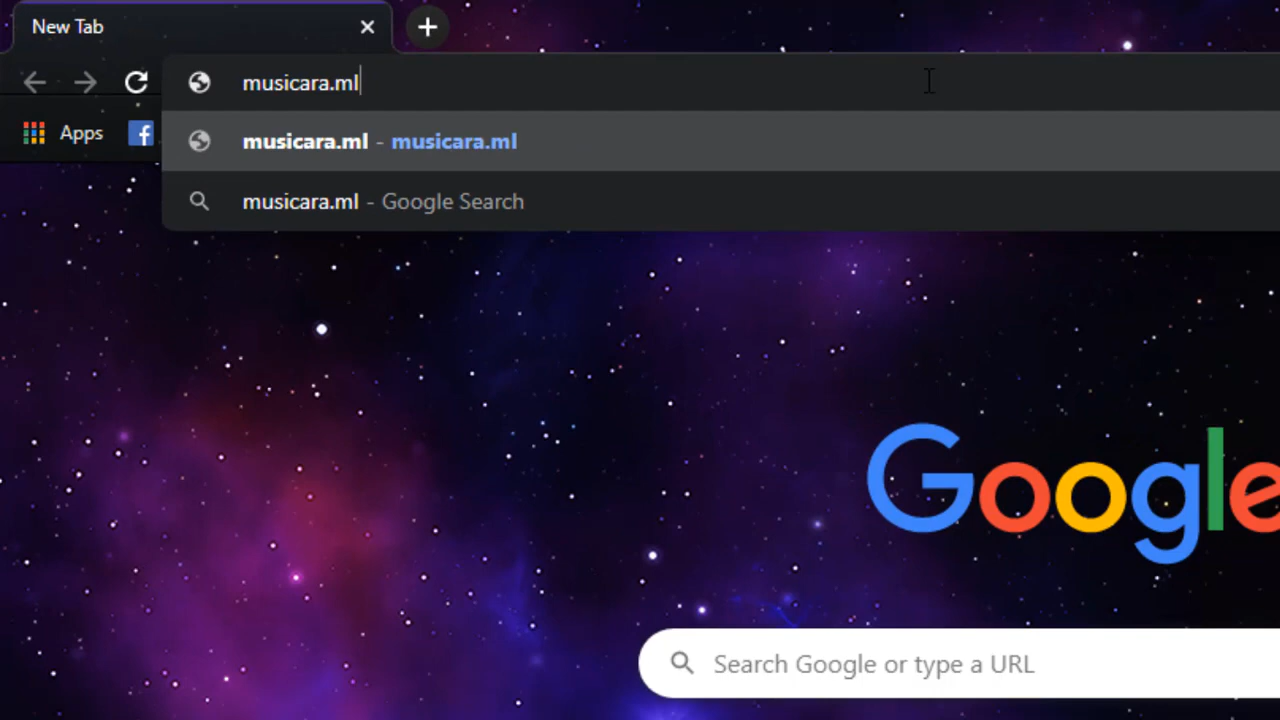 New Tab
musicara.ml
Apps
musicara.ml - musicara.ml
musicara.ml - Google Search
Google
Search Google or type a URL